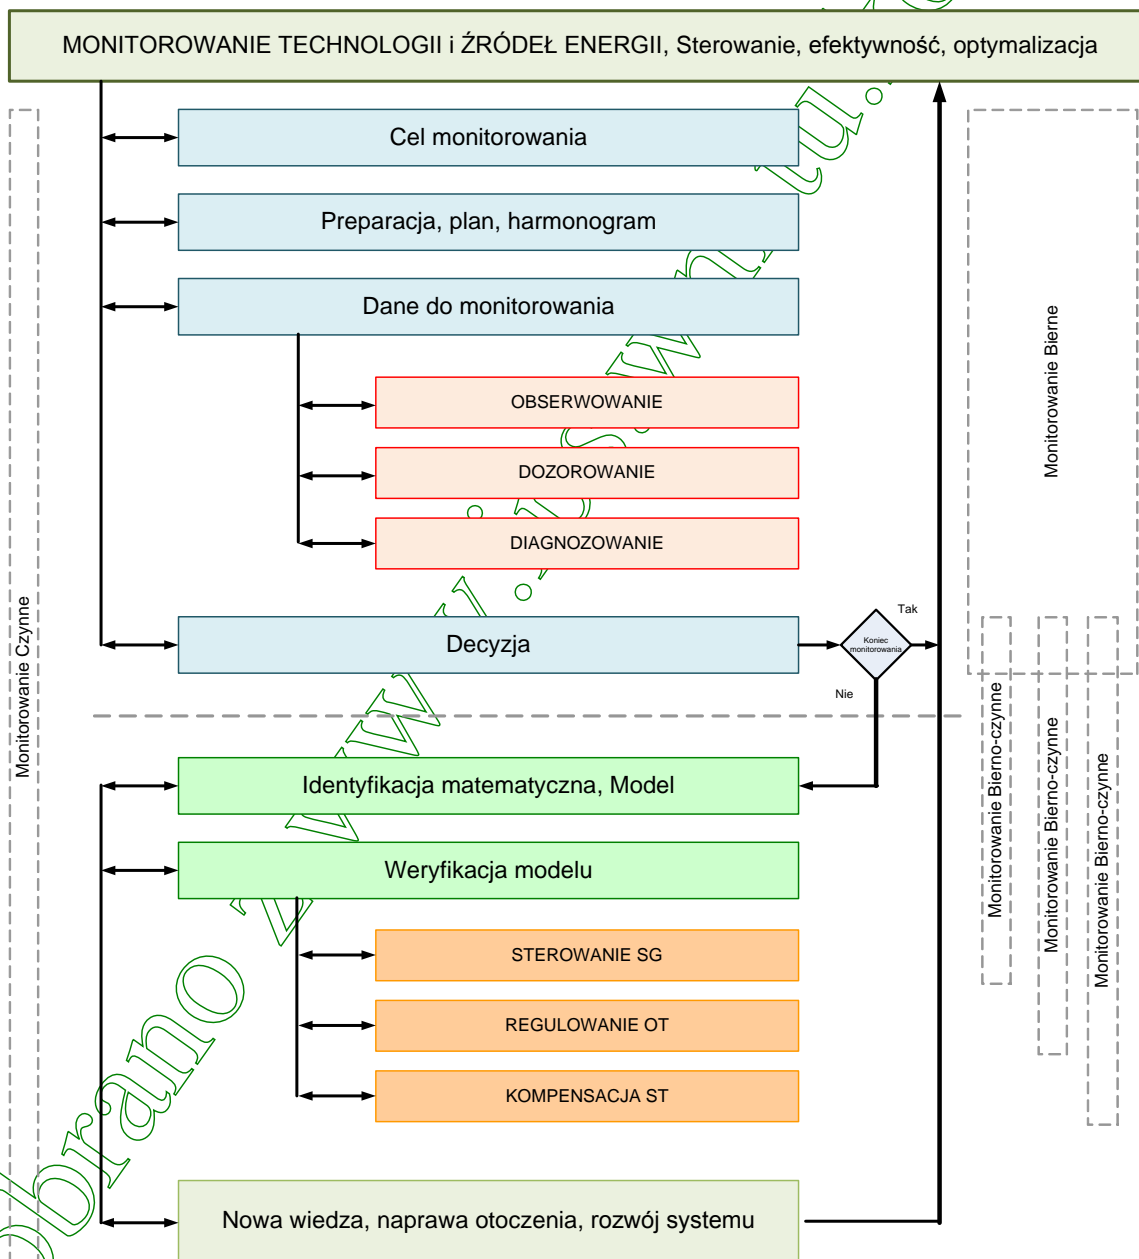 MONITOROWANIE TECHNOLOGII i ŹRÓDEŁ ENERGII, Sterowanie, efektywność, optymalizacja
Cel monitorowania
Preparacja, plan, harmonogram
Dane do monitorowania
OBSERWOWANIE
DOZOROWANIE
DIAGNOZOWANIE
Decyzja
Koniec
monitorowania
Tak
Nie
Identyfikacja matematyczna, Model
Weryfikacja modelu
STEROWANIE SG
REGULOWANIE OT
KOMPENSACJA ST
Nowa wiedza, naprawa otoczenia, rozwój systemu
Monitorowanie Czynne
Monitorowanie Bierne
Monitorowanie Bierno-czynne
Monitorowanie Bierno-czynne
Monitorowanie Bierno-czynne